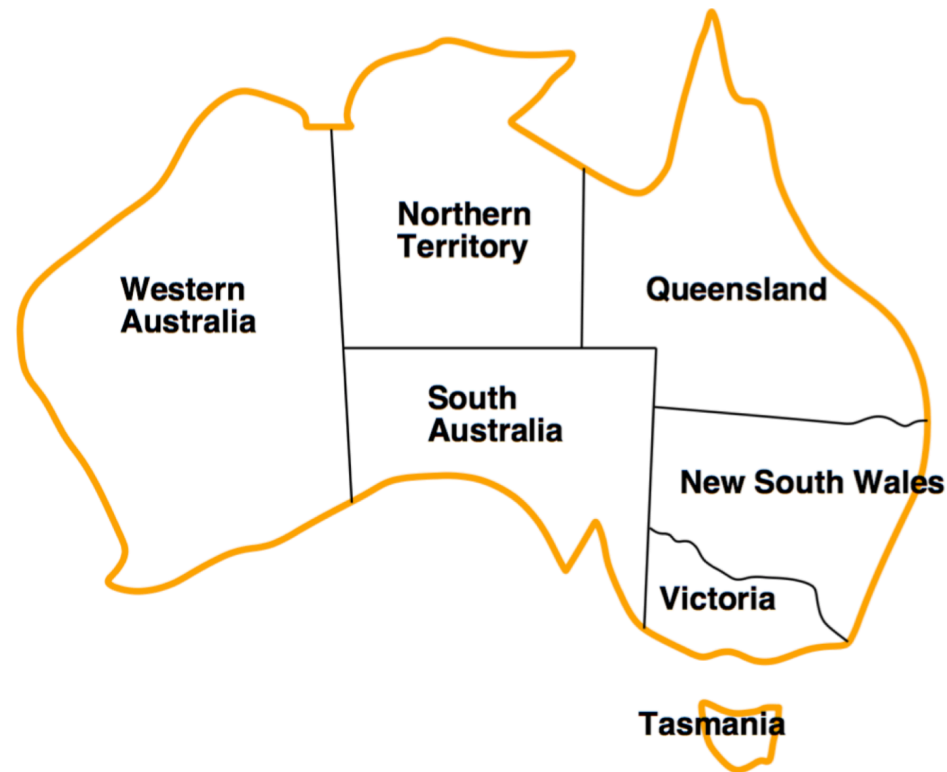 Northern
Territory
Western
Australia
Queensland
South
Australia
New South Wales
Victoria
Tasmania